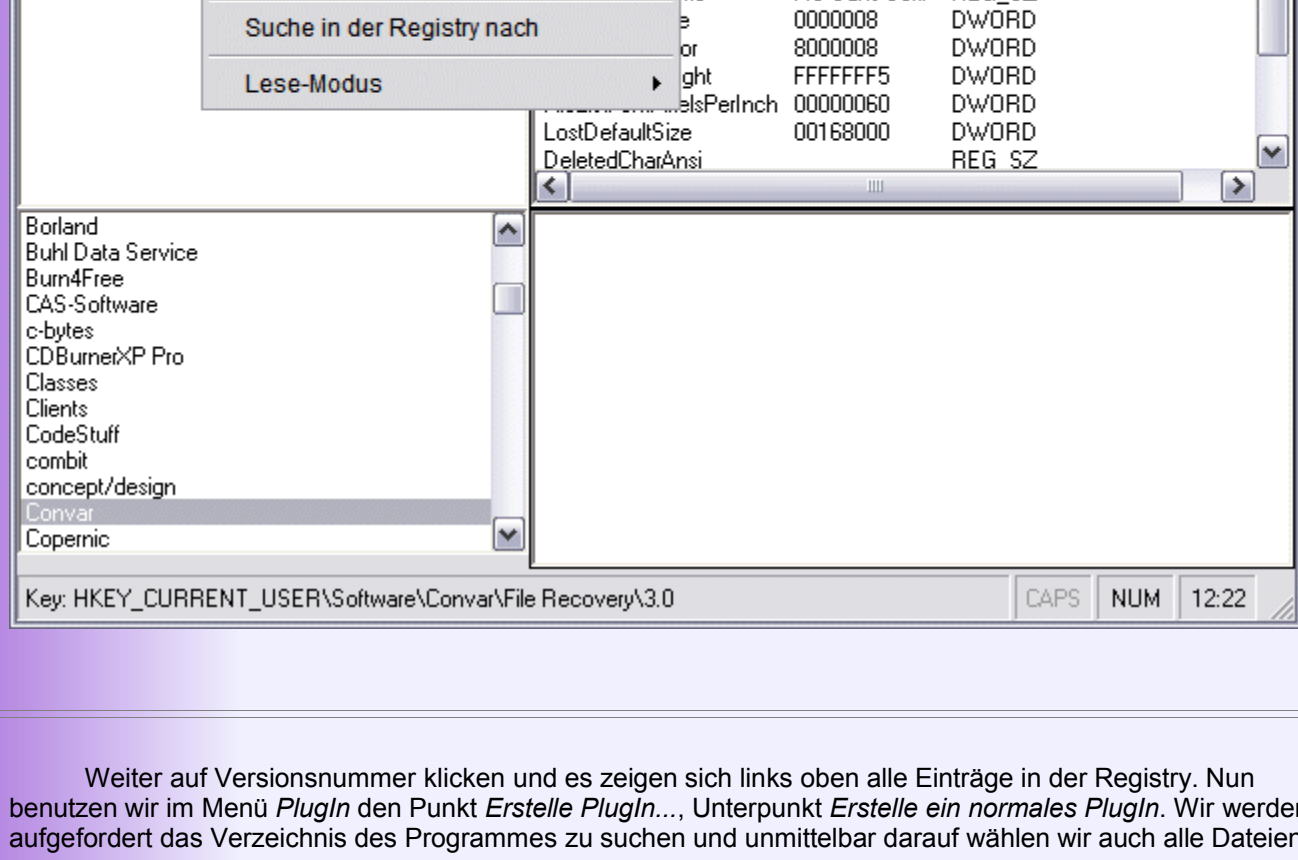 Suche in der Registry nach
0000008 DWORD
8000008 DWORD
Lese-Modus
FFFFFFF5 DWORD
00000060 DWORD
LostDefaultSize 00168000 DWORD
DeletedCharAnsi REG_SZ
Borland
Buhl Data Service
Burn4Free
CAS-Software
c-bytes
CDBurnerXP Pro
Classes
Clients
CodeStuff
combit
concept/design
Convar
Copernic
Key: HKEY_CURRENT_USER\Software\Convar\File Recovery\3.0 CAPS NUM 12:22
Weiter auf Versionsnummer klicken und es zeigen sich links oben alle Einträge in der Registry. Nun
benutzen wir im Menü PlugIn den Punkt Erstelle PlugIn..., Unterpunkt Erstelle ein normales PlugIn. Wir werden
aufgefordert das Verzeichnis des Programmes zu suchen und unmittelbar darauf wählen wir auch alle Dateien